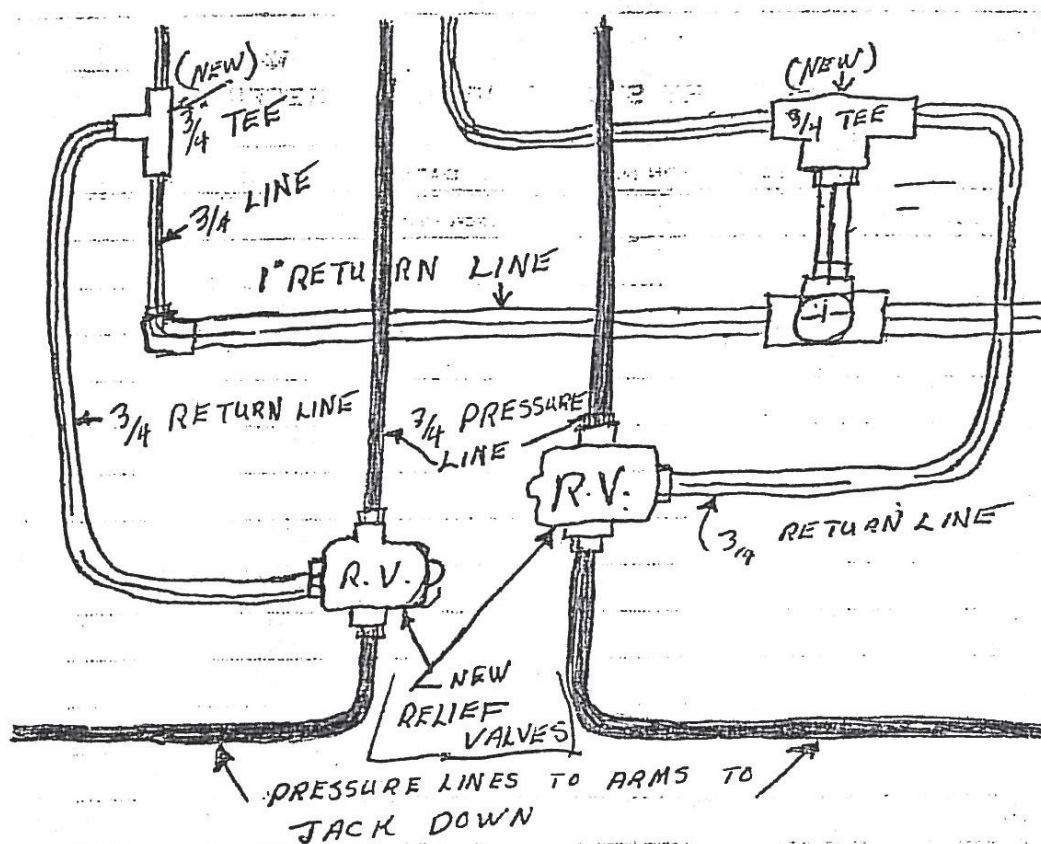 (NEW)
3/4" TEE
(NEW)
3/4 TEE
3/4 LINE
1" RETURN LINE
3/4 RETURN LINE
3/4 PRESSURE
LINE
R.V.
R.V.
3/4 RETURN LINE
NEW
RELIEF
VALVES
PRESSURE LINES TO ARMS TO
JACK DOWN